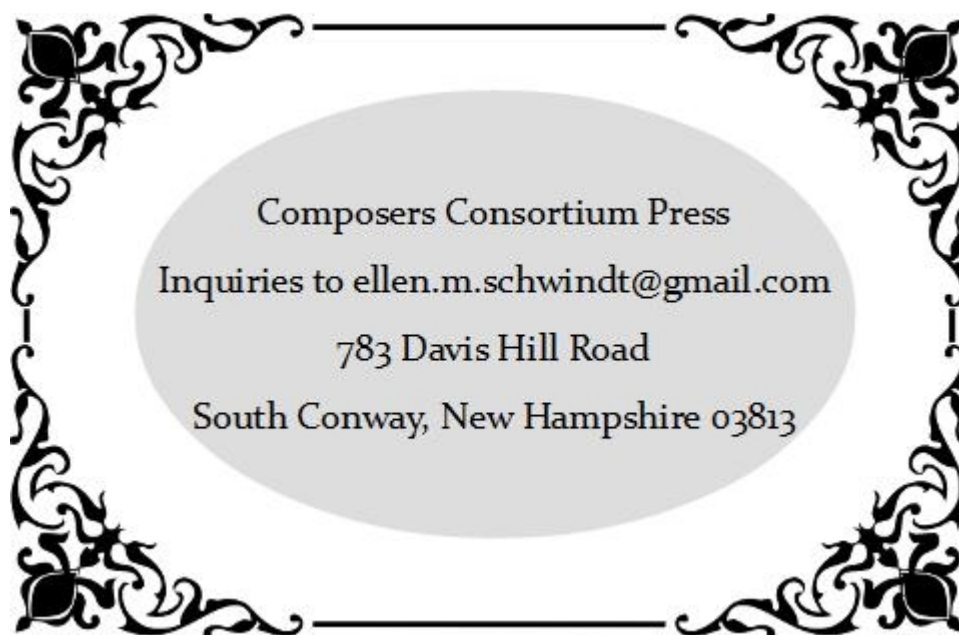 Composers Consortium Press
Inquiries to ellen.m.schwindt@gmail.com
783 Davis Hill Road
South Conway, New Hampshire 03813